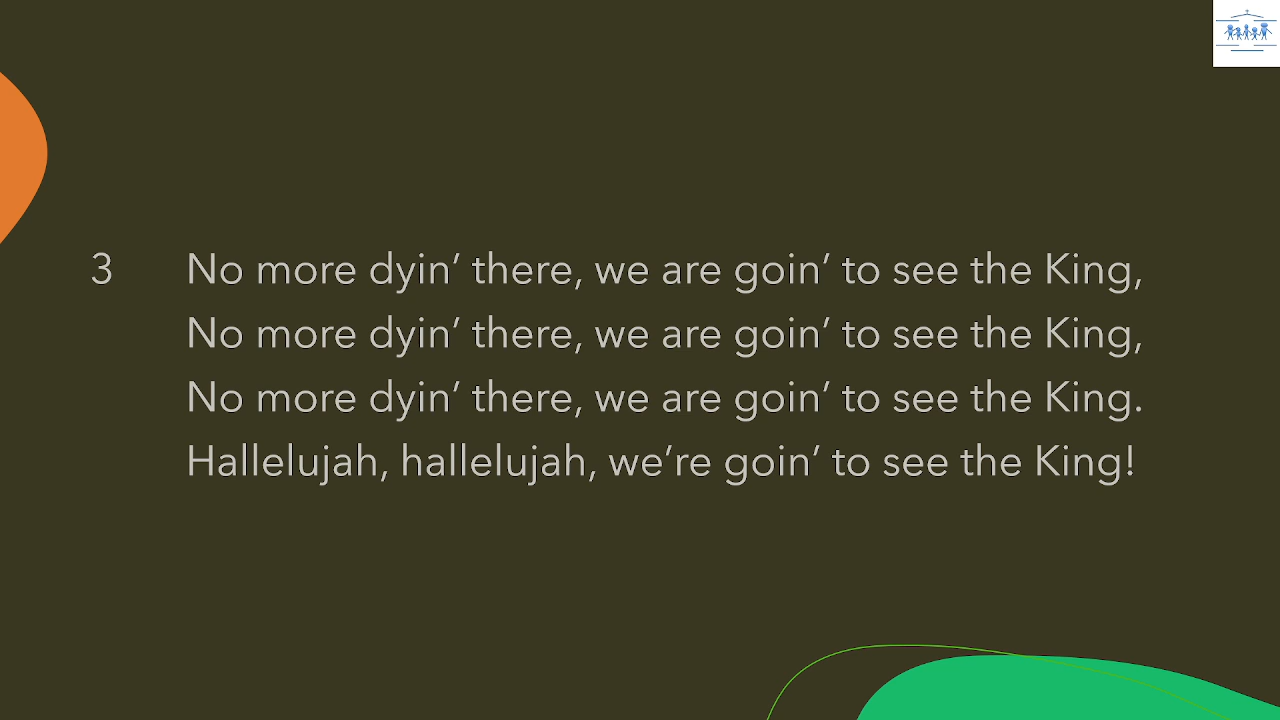 3 No more dyin’ there, we are goin’ to see the King,
No more dyin’ there, we are goin’ to see the King,
No more dyin’ there, we are goin’ to see the King.
Hallelujah, hallelujah, we’re goin’ to see the King!